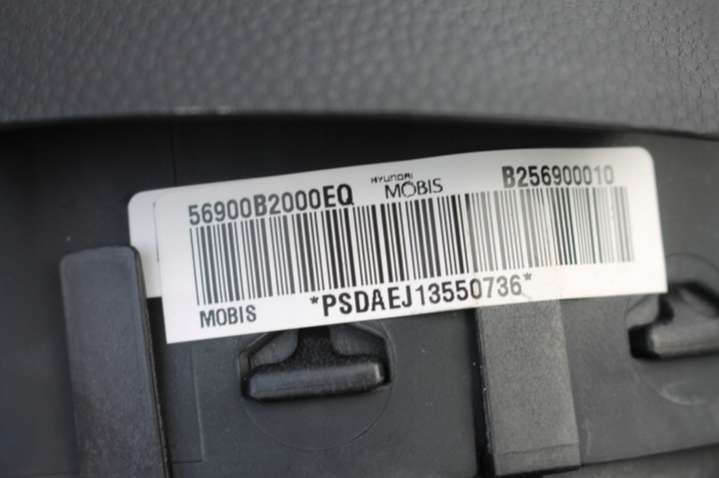 56900B2000EQ HYUNDAI MOBIS B256900010
MOBIS *PSDAEJ13550736*